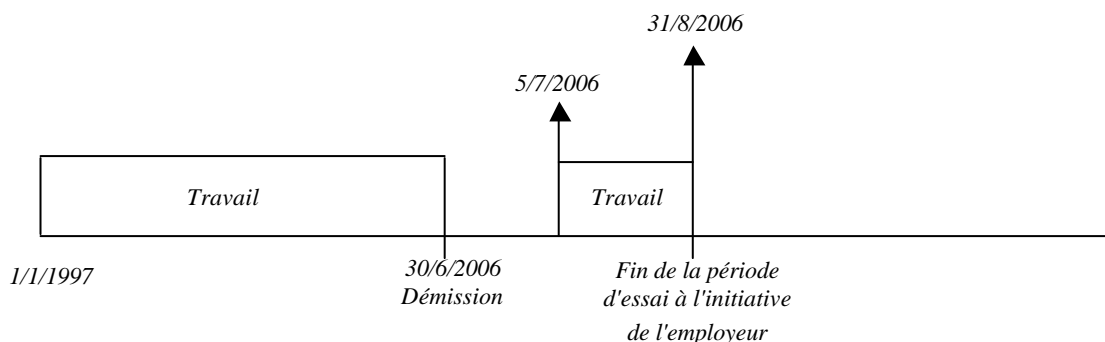 31/8/2006
5/7/2006
Travail
Travail
1/1/1997
30/6/2006
Démission
Fin de la période
d'essai à l'initiative
de l'employeur